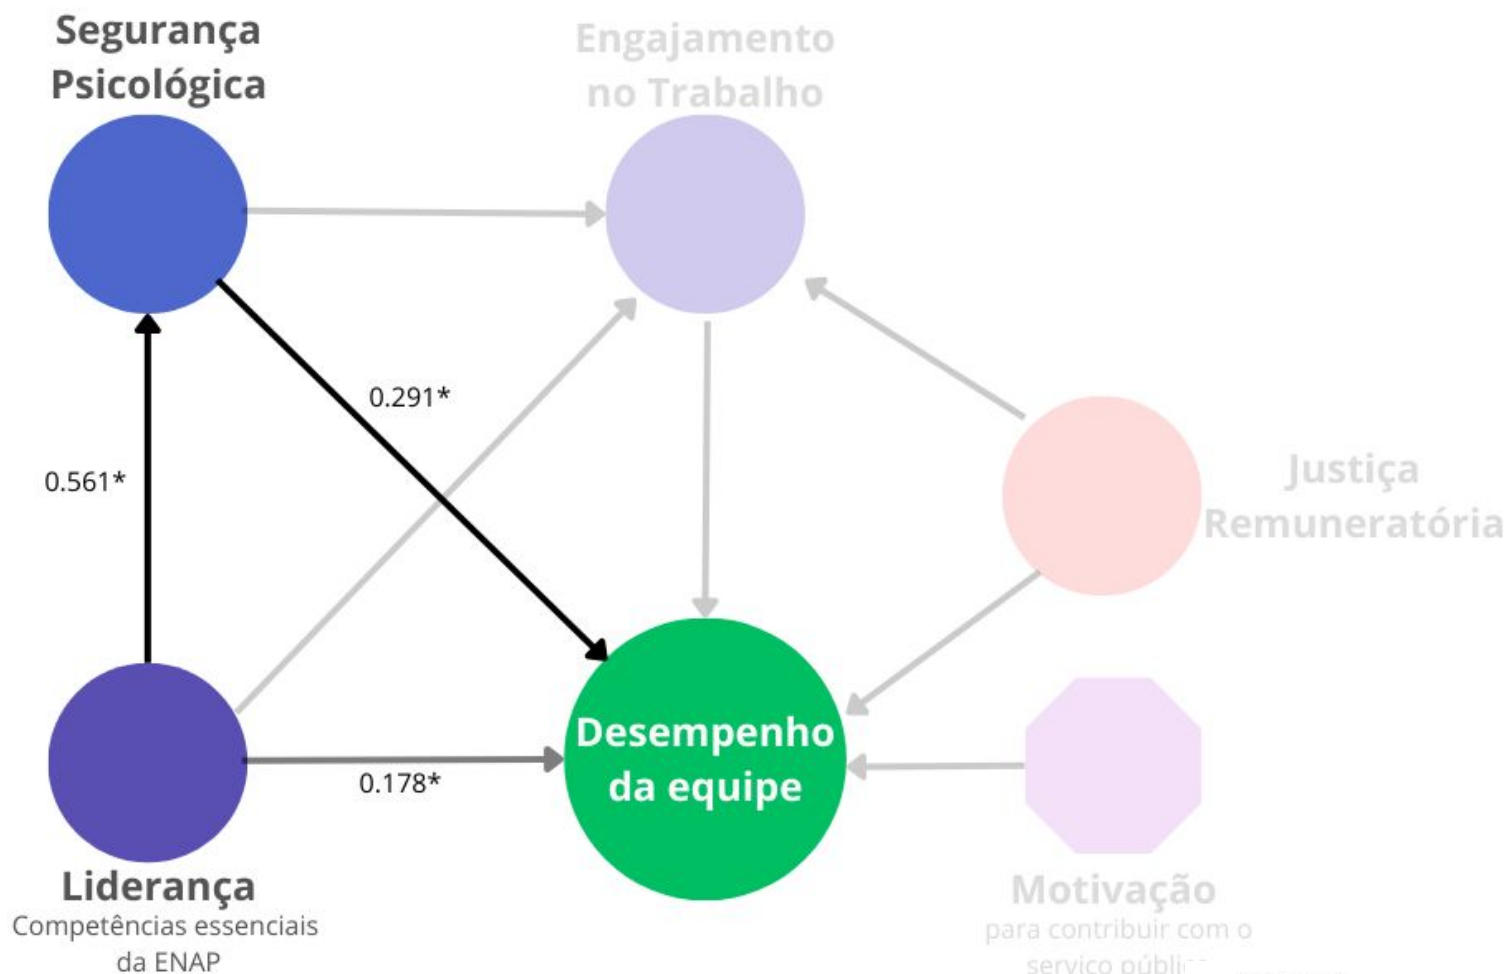 Segurança
Psicológica
Engajamento
no Trabalho
0.291*
0.561*
Justiça
Remuneratória
Desempenho
da equipe
0.178*
Liderança
Competências essenciais
da ENAP
Motivação
para contribuir com o
serviço